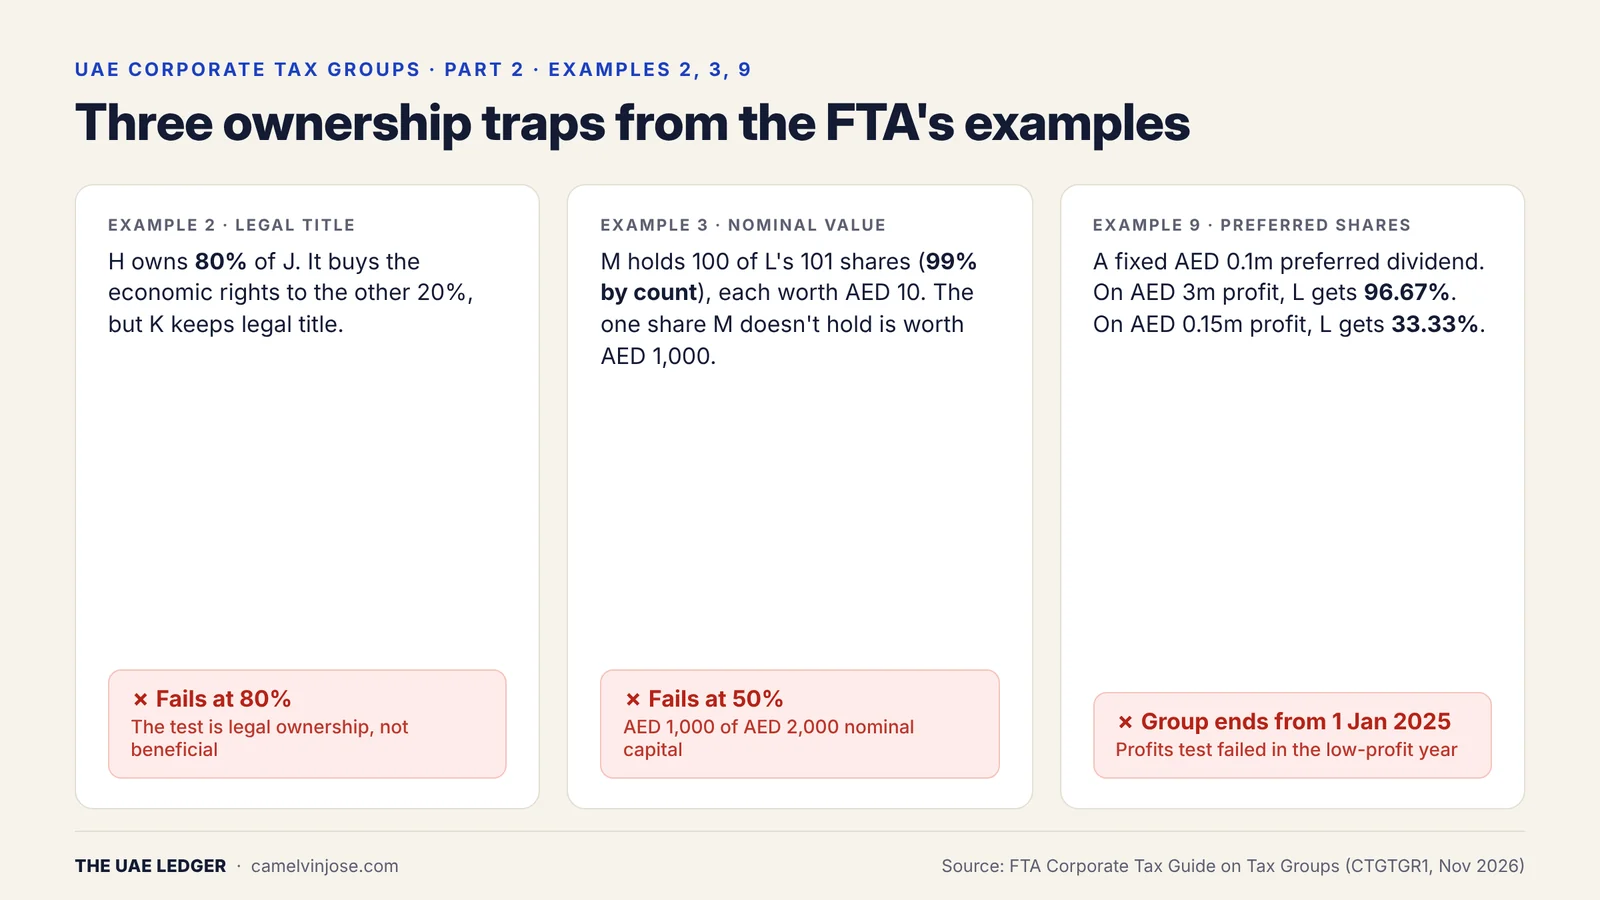 UAE CORPORATE TAX GROUPS · PART 2 · EXAMPLES 2, 3, 9
Three ownership traps from the FTA's examples
EXAMPLE 2 · LEGAL TITLE
H owns 80% of J. It buys the
economic rights to the other 20%,
but K keeps legal title.
× Fails at 80%
The test is legal ownership, not
beneficial
EXAMPLE 3 · NOMINAL VALUE
M holds 100 of L's 101 shares (99%
by count), each worth AED 10. The
one share M doesn't hold is worth
AED 1,000.
× Fails at 50%
AED 1,000 of AED 2,000 nominal
capital
EXAMPLE 9 · PREFERRED SHARES
A fixed AED 0.1m preferred dividend.
On AED 3m profit, L gets 96.67%.
On AED 0.15m profit, L gets 33.33%.
× Group ends from 1 Jan 2025
Profits test failed in the low-profit year
THE UAE LEDGER · camelvinjose.com
Source: FTA Corporate Tax Guide on Tax Groups (CTGTGR1, Nov 2026)